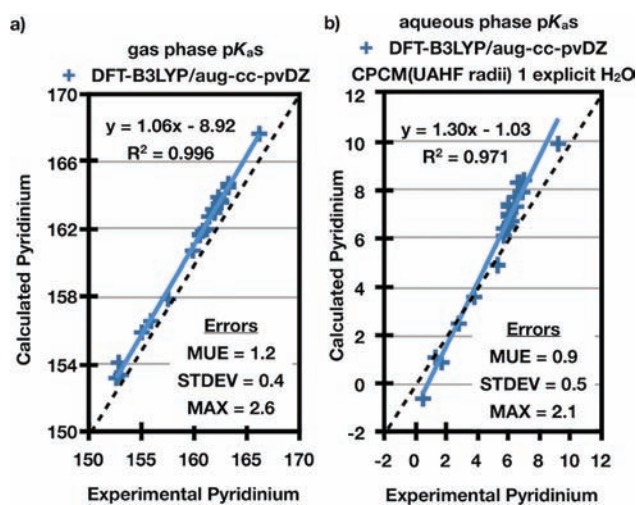 a)
gas phase pKₐs
+ DFT-B3LYP/aug-cc-pvDZ
170
166
162
158
154
150
y = 1.06x - 8.92
R² = 0.996
Errors
MUE = 1.2
STDEV = 0.4
MAX = 2.6
150 155 160 165 170
Calculated Pyridinium
Experimental Pyridinium
b)
aqueous phase pKₐs
+ DFT-B3LYP/aug-cc-pvDZ
CPCM(UAHF radii) 1 explicit H₂O
12
10
8
6
4
2
0
-2
y = 1.30x - 1.03
R² = 0.971
Errors
MUE = 0.9
STDEV = 0.5
MAX = 2.1
-2 0 2 4 6 8 10 12
Calculated Pyridinium
Experimental Pyridinium